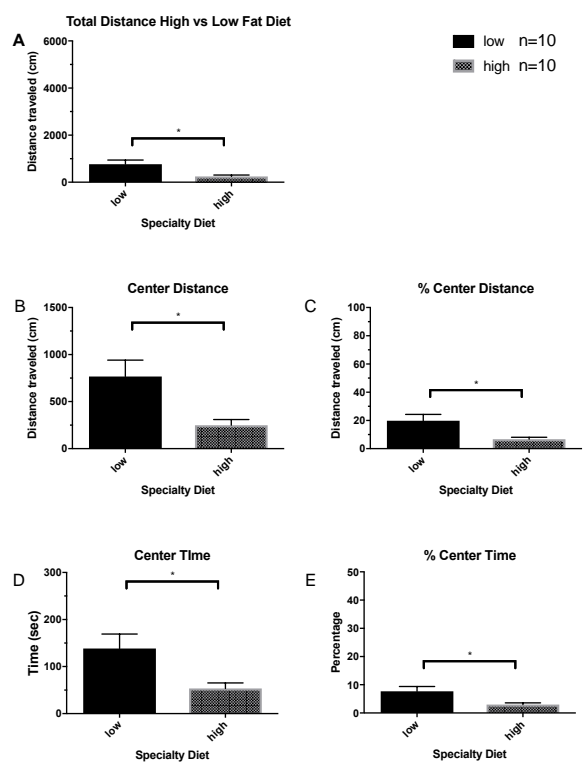 Total Distance High vs Low Fat Diet
A
low n=10
high n=10
Distance traveled (cm)
6000
4000
2000
0
*
low
high
Specialty Diet
B
Center Distance
Distance traveled (cm)
1500
1000
500
0
*
low
high
Specialty Diet
C
% Center Distance
Distance traveled (cm)
100
80
60
40
20
0
*
low
high
Specialty Diet
D
Center TIme
Time (sec)
300
200
100
0
*
low
high
Specialty Diet
E
% Center Time
Percentage
50
40
30
20
10
0
*
low
high
Specialty Diet